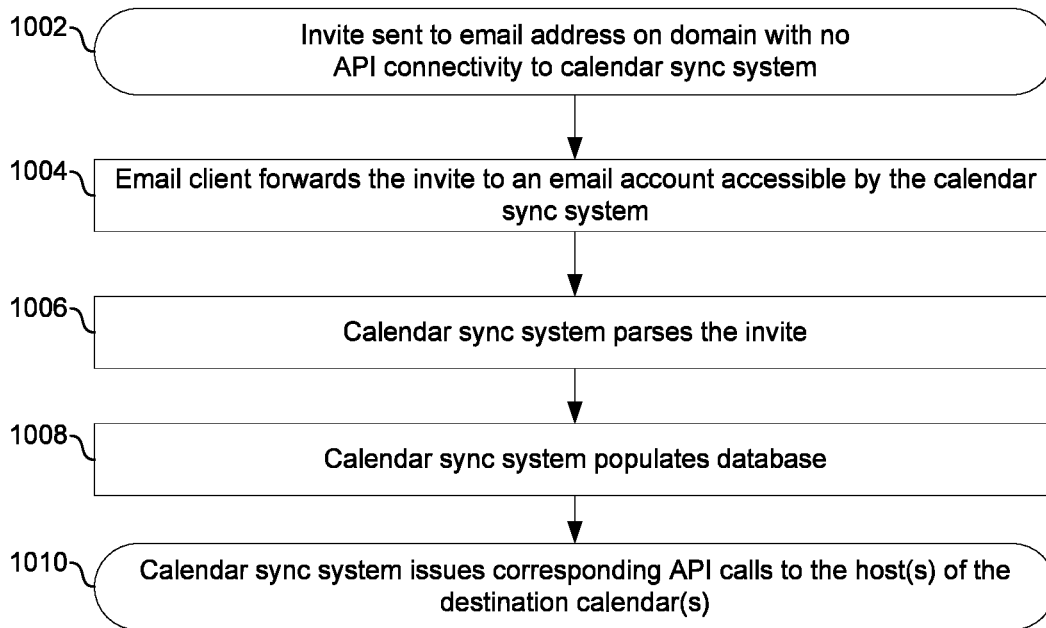 1002
Invite sent to email address on domain with no
API connectivity to calendar sync system
1004
Email client forwards the invite to an email account accessible by the calendar
sync system
1006
Calendar sync system parses the invite
1008
Calendar sync system populates database
1010
Calendar sync system issues corresponding API calls to the host(s) of the
destination calendar(s)